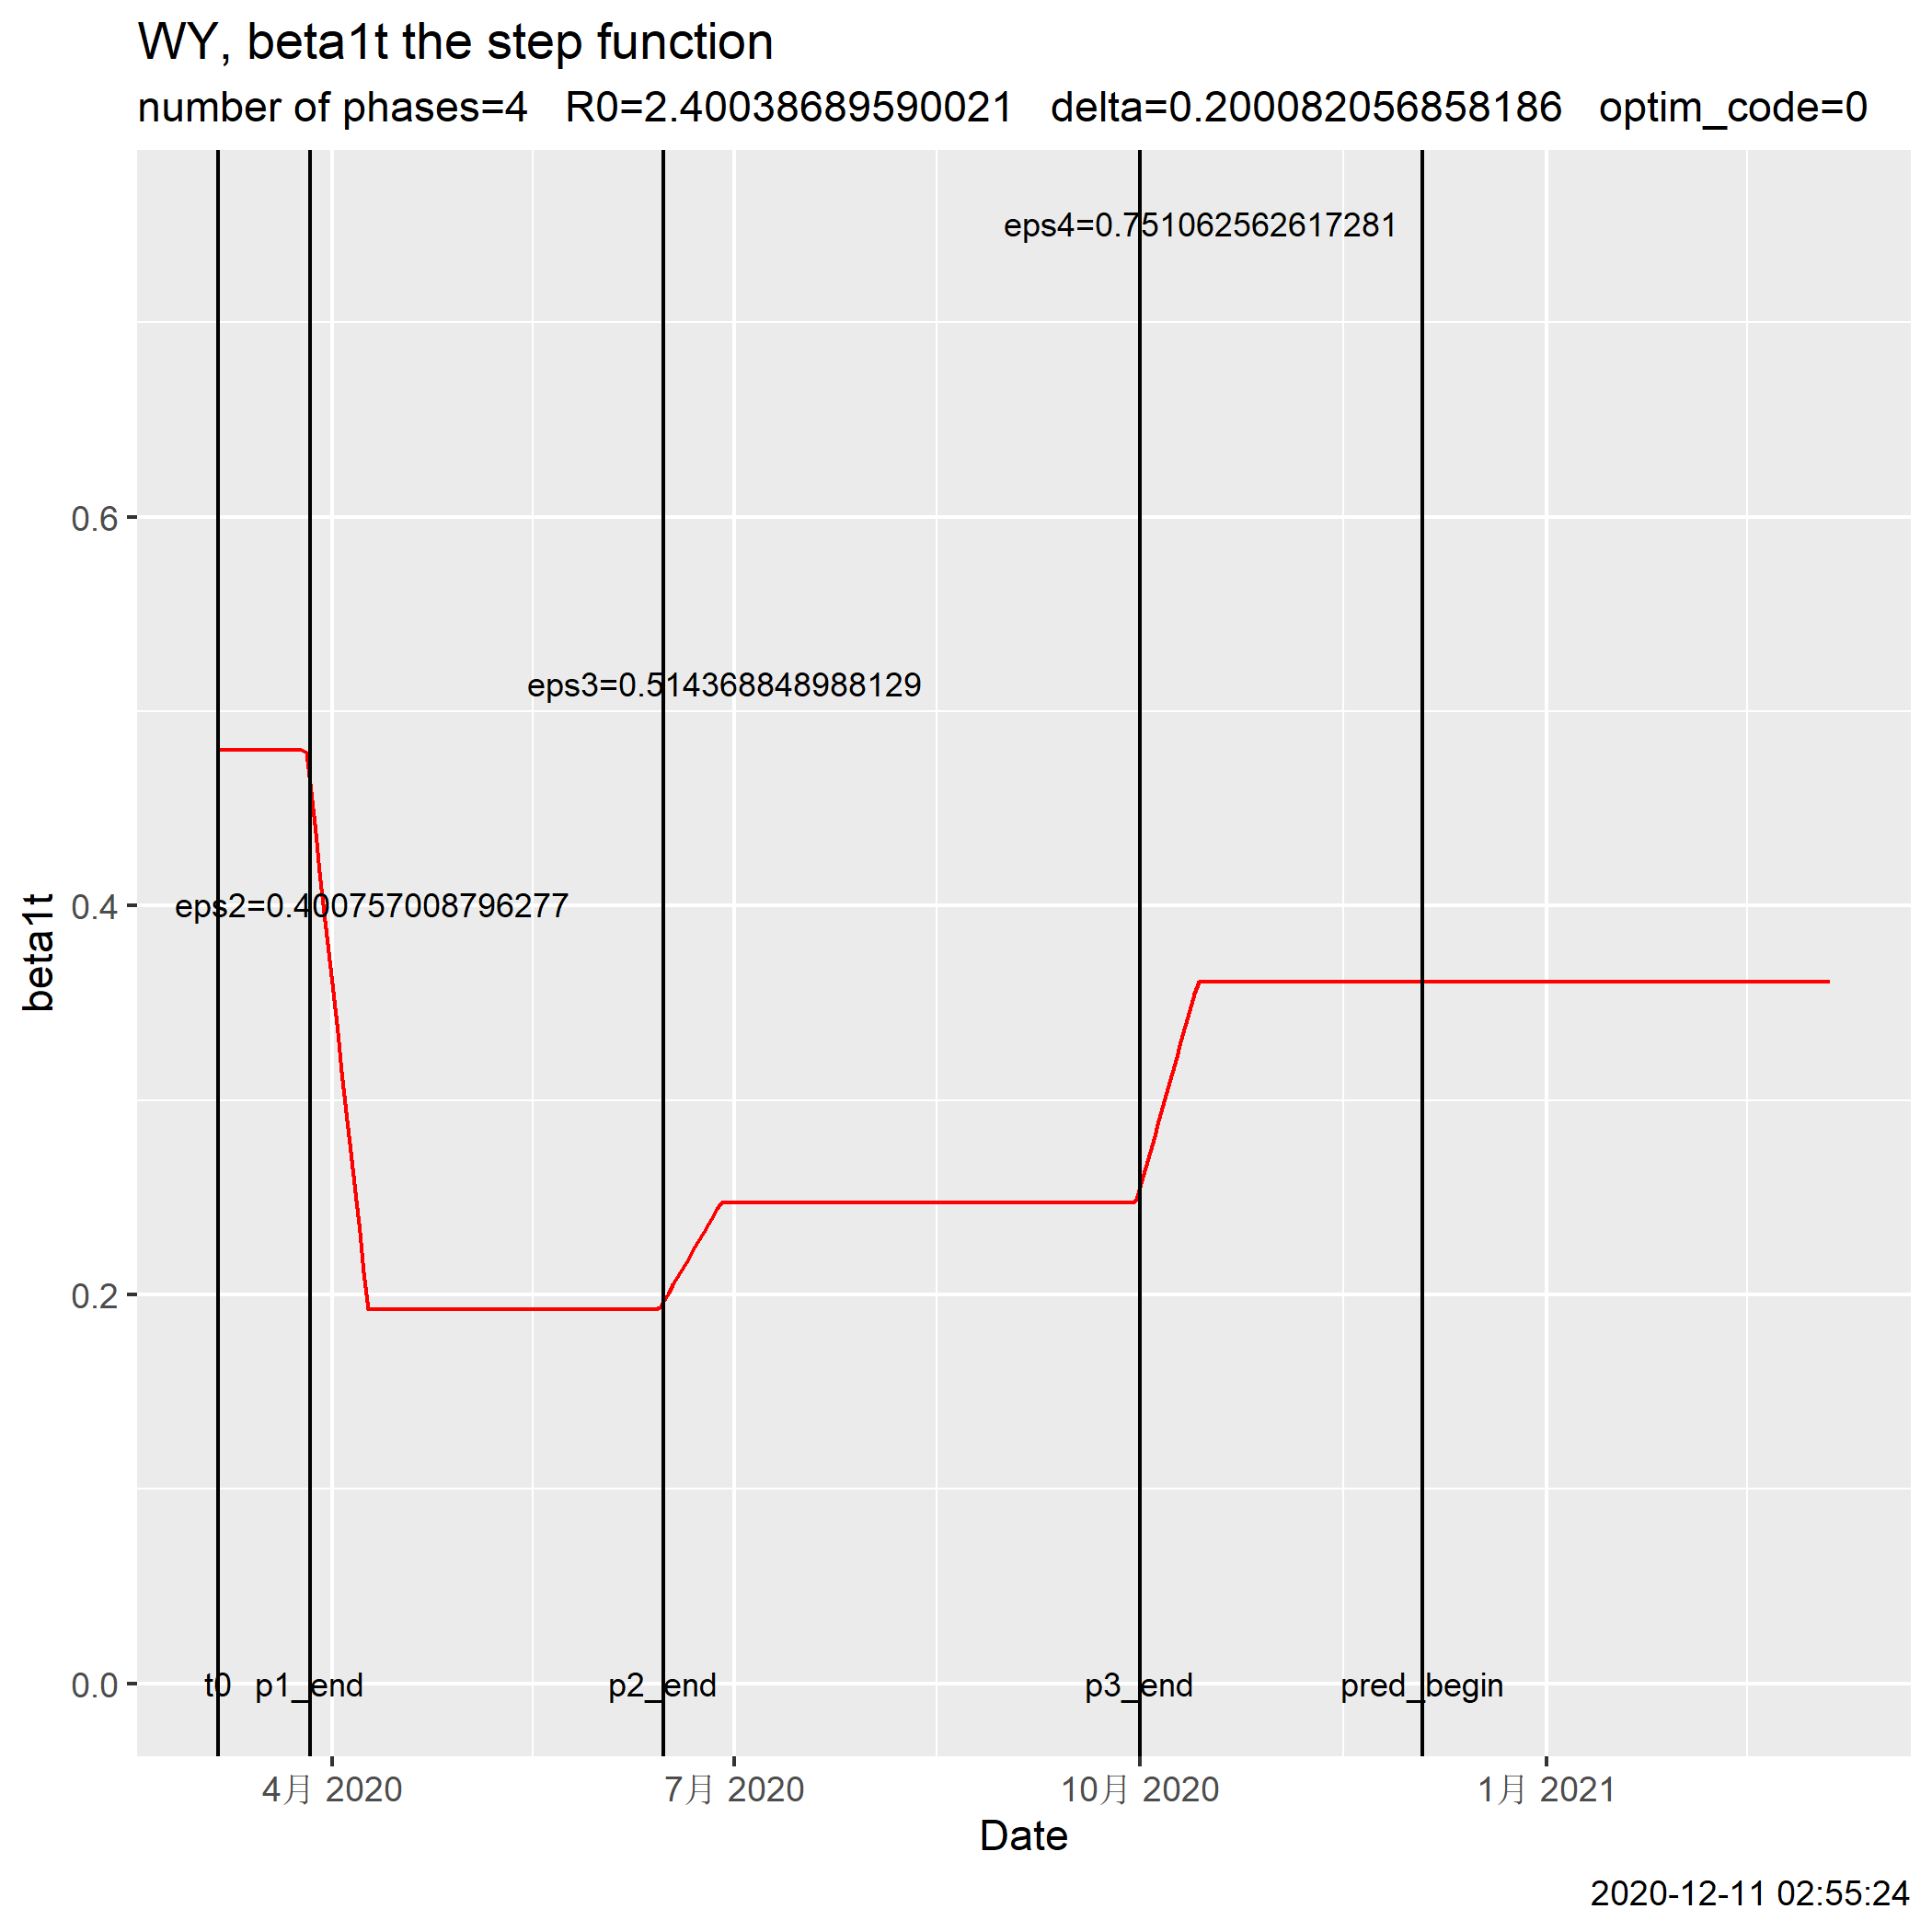 WY, beta1t the step function
number of phases=4   R0=2.40038689590021   delta=0.200082056858186   optim_code=0
eps4=0.751062562617281
0.6
eps3=0.514368848988129
0.4
eps2=0.400757008796277
beta1t
0.2
0.0
t0 p1_end p2_end p3_end pred_begin
4月 2020 7月 2020 10月 2020 1月 2021
Date
2020-12-11 02:55:24